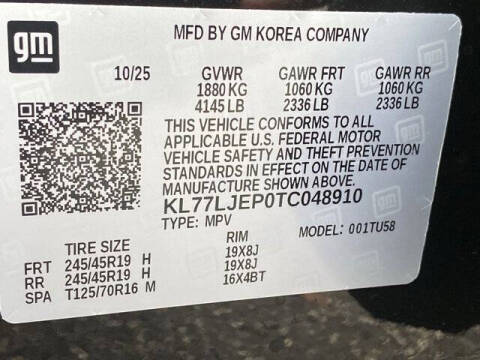 gm
MFD BY GM KOREA COMPANY
10/25 GVWR GAWR FRT GAWR RR
1880 KG 1060 KG 1060 KG
4145 LB 2336 LB 2336 LB
THIS VEHICLE CONFORMS TO ALL
APPLICABLE U.S. FEDERAL MOTOR
VEHICLE SAFETY AND THEFT PREVENTION
STANDARDS IN EFFECT ON THE DATE OF
MANUFACTURE SHOWN ABOVE.
KL77LJEP0TC048910
TYPE: MPV MODEL: 001TU58
TIRE SIZE RIM
FRT 245/45R19 H 19X8J
RR 245/45R19 H 19X8J
SPA T125/70R16 M 16X4BT